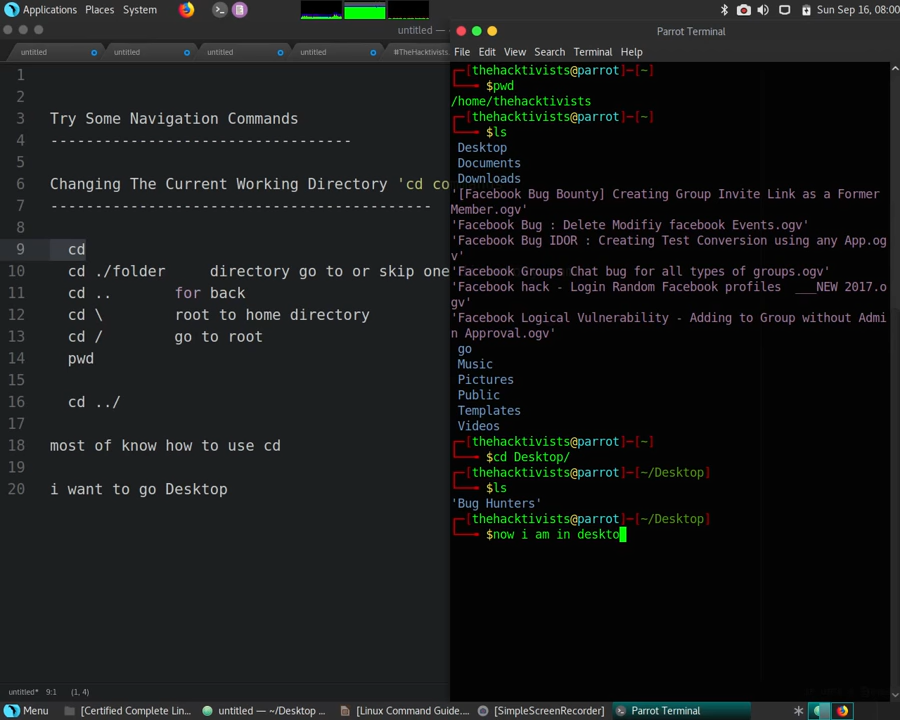 Applications Places System
Sun Sep 16, 08:00
untitled —
untitled
untitled
untitled
untitled
#TheHacktivists.
1
2
3 Try Some Navigation Commands
4 ----------------------------------
5
6 Changing The Current Working Directory 'cd co
7 -------------------------------------------
8
9 cd
10 cd ./folder directory go to or skip one
11 cd .. for back
12 cd \ root to home directory
13 cd / go to root
14 pwd
15
16 cd ../
17
18 most of know how to use cd
19
20 i want to go Desktop
untitled* 9:1 (1, 4)
Parrot Terminal
File Edit View Search Terminal Help
┌─[thehacktivists@parrot]─[~]
└──╼ $pwd
/home/thehacktivists
┌─[thehacktivists@parrot]─[~]
└──╼ $ls
Desktop
Documents
Downloads
'[Facebook Bug Bounty] Creating Group Invite Link as a Former
Member.ogv'
'Facebook Bug : Delete Modifiy facebook Events.ogv'
'Facebook Bug IDOR : Creating Test Conversion using any App.og
v'
'Facebook Groups Chat bug for all types of groups.ogv'
'Facebook hack - Login Random Facebook profiles ___NEW 2017.o
gv'
'Facebook Logical Vulnerability - Adding to Group without Admi
n Approval.ogv'
go
Music
Pictures
Public
Templates
Videos
┌─[thehacktivists@parrot]─[~]
└──╼ $cd Desktop/
┌─[thehacktivists@parrot]─[~/Desktop]
└──╼ $ls
'Bug Hunters'
┌─[thehacktivists@parrot]─[~/Desktop]
└──╼ $now i am in deskto
Menu [Certified Complete Lin... untitled — ~/Desktop ... [Linux Command Guide.... [SimpleScreenRecorder] Parrot Terminal